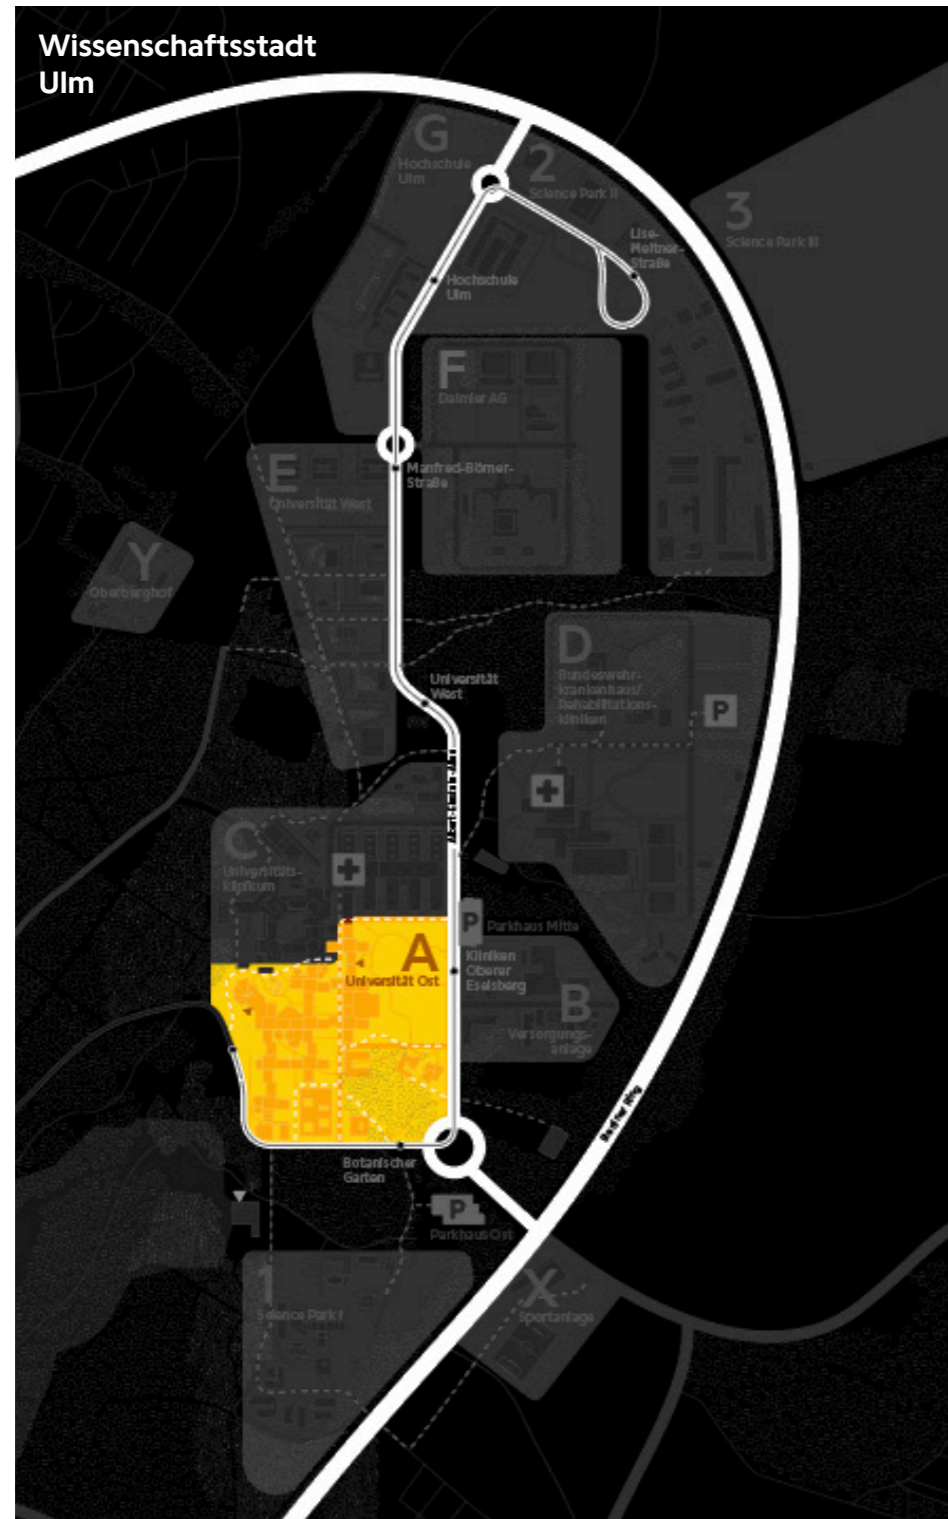 Wissenschaftsstadt
Ulm
G
Hochschule
Ulm
2
Science Park II
3
Science Park III
Lise-
Meitner-
Straße
Hochschule
Ulm
F
Daimler AG
Manfred-Börner-
Straße
E
Universität West
Y
Oberberghof
D
Bundeswehr-
krankenhaus/
Rehabilitations-
kliniken
P
Universität
West
C
Universitäts-
klinikum
P
Parkhaus Mitte
A
Universität Ost
Kliniken
Oberer
Eselsberg
B
Versorgungs-
anlage
Berliner Ring
Botanischer
Garten
P
Parkhaus Ost
1
Science Park I
X
Sportanlage